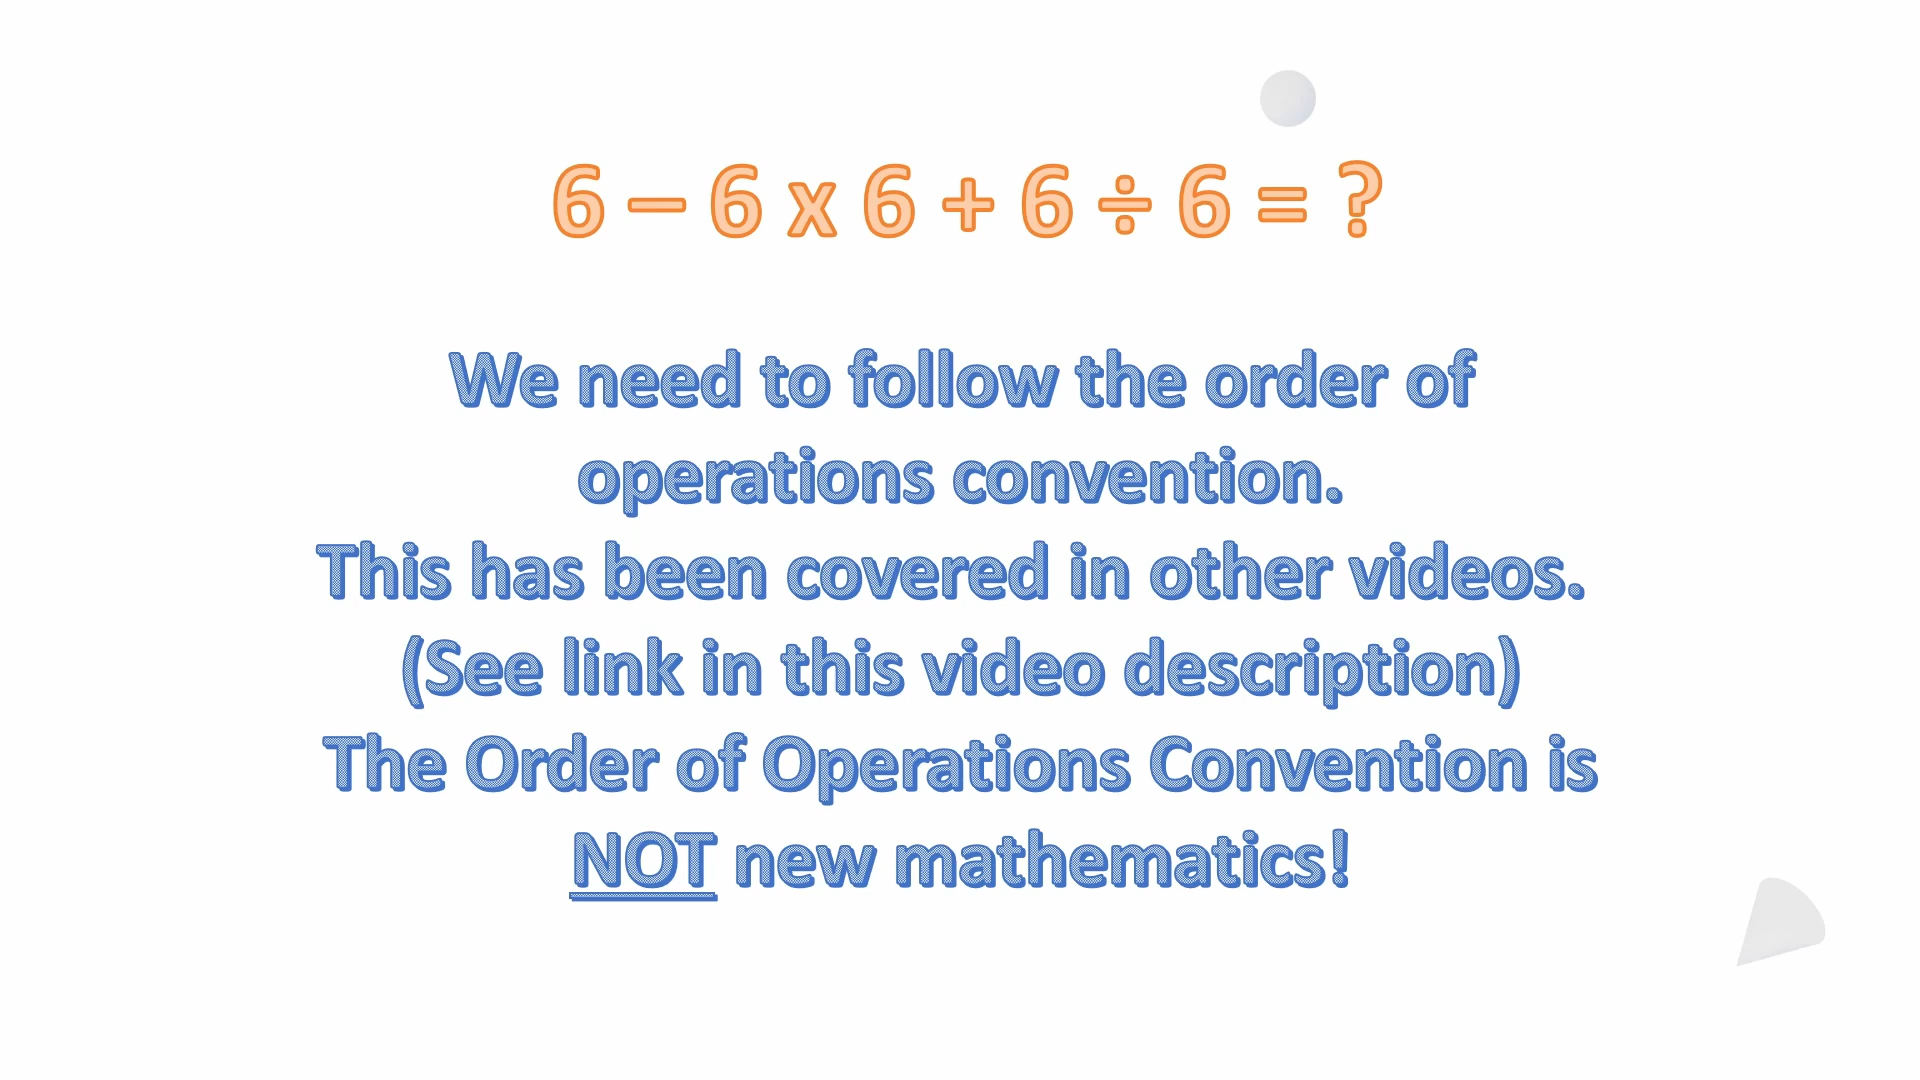 6 – 6 x 6 + 6 ÷ 6 = ?
We need to follow the order of
operations convention.
This has been covered in other videos.
(See link in this video description)
The Order of Operations Convention is
NOT new mathematics!